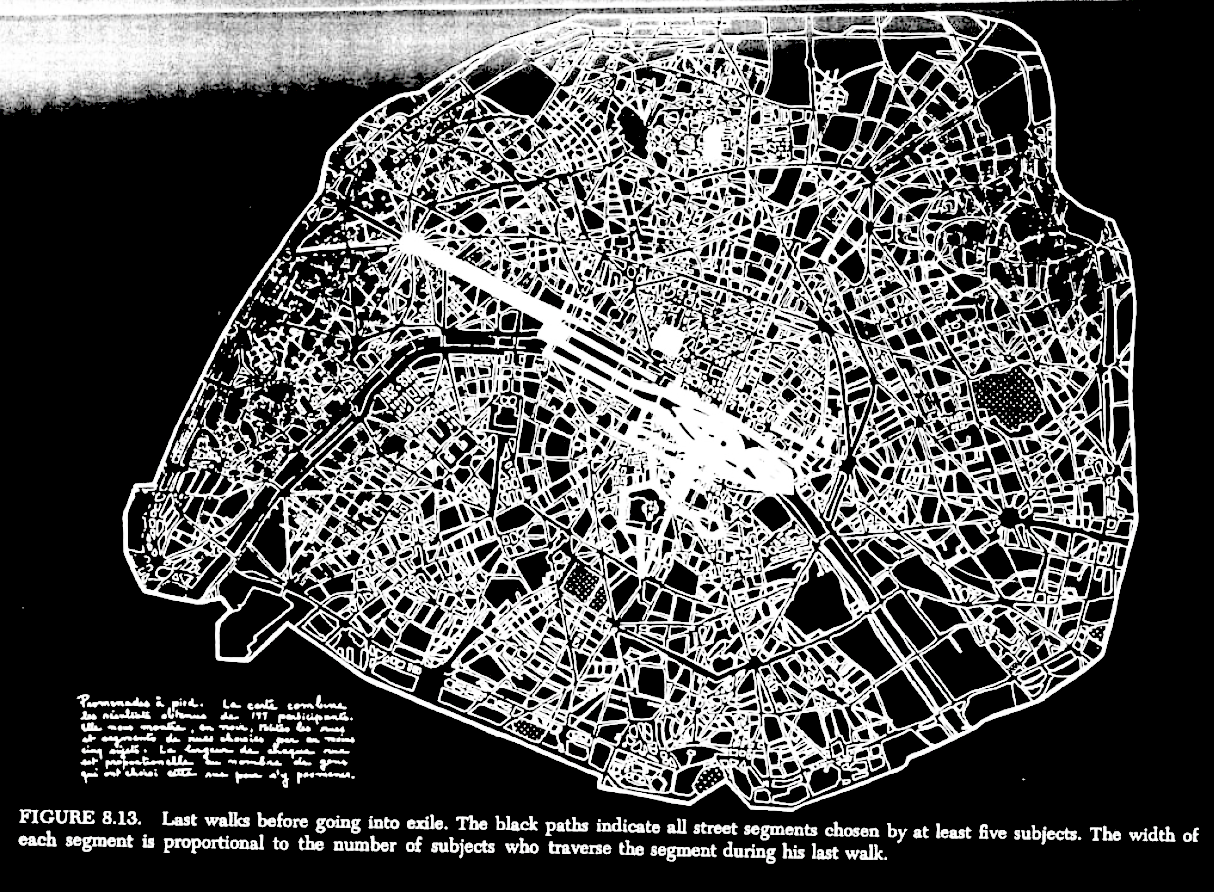 Promenades à pied. La carte combine
les résultats obtenus de 177 participants.
Elle nous montre, en noir, toutes les rues
et segments de rues choisies par au moins
cinq sujets. La largeur de chaque rue
est proportionnelle au nombre de gens
qui ont choisi cette rue pour s'y promener.
FIGURE 8.13. Last walks before going into exile. The black paths indicate all street segments chosen by at least five subjects. The width of
each segment is proportional to the number of subjects who traverse the segment during his last walk.